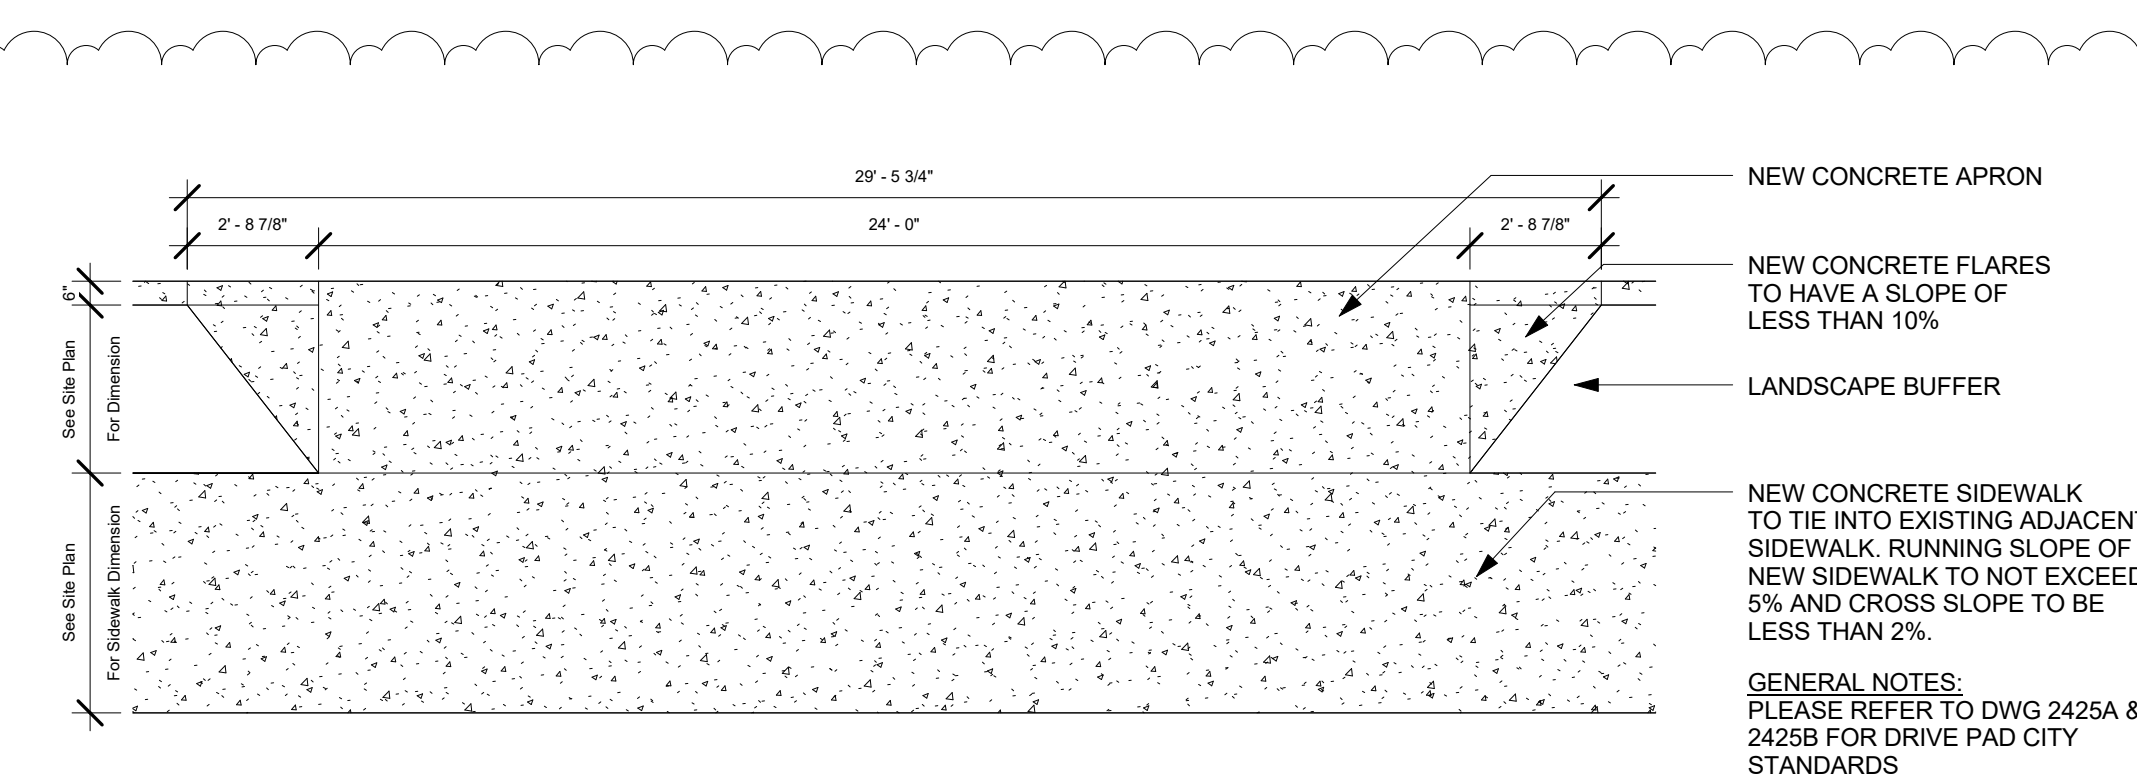 29' - 5 3/4"
2' - 8 7/8"
24' - 0"
2' - 8 7/8"
6"
See Site Plan
For Dimension
See Site Plan
For Sidewalk Dimension
NEW CONCRETE APRON
NEW CONCRETE FLARES
TO HAVE A SLOPE OF
LESS THAN 10%
LANDSCAPE BUFFER
NEW CONCRETE SIDEWALK
TO TIE INTO EXISTING ADJACENT
SIDEWALK. RUNNING SLOPE OF
NEW SIDEWALK TO NOT EXCEED
5% AND CROSS SLOPE TO BE
LESS THAN 2%.
GENERAL NOTES:
PLEASE REFER TO DWG 2425A &
2425B FOR DRIVE PAD CITY
STANDARDS